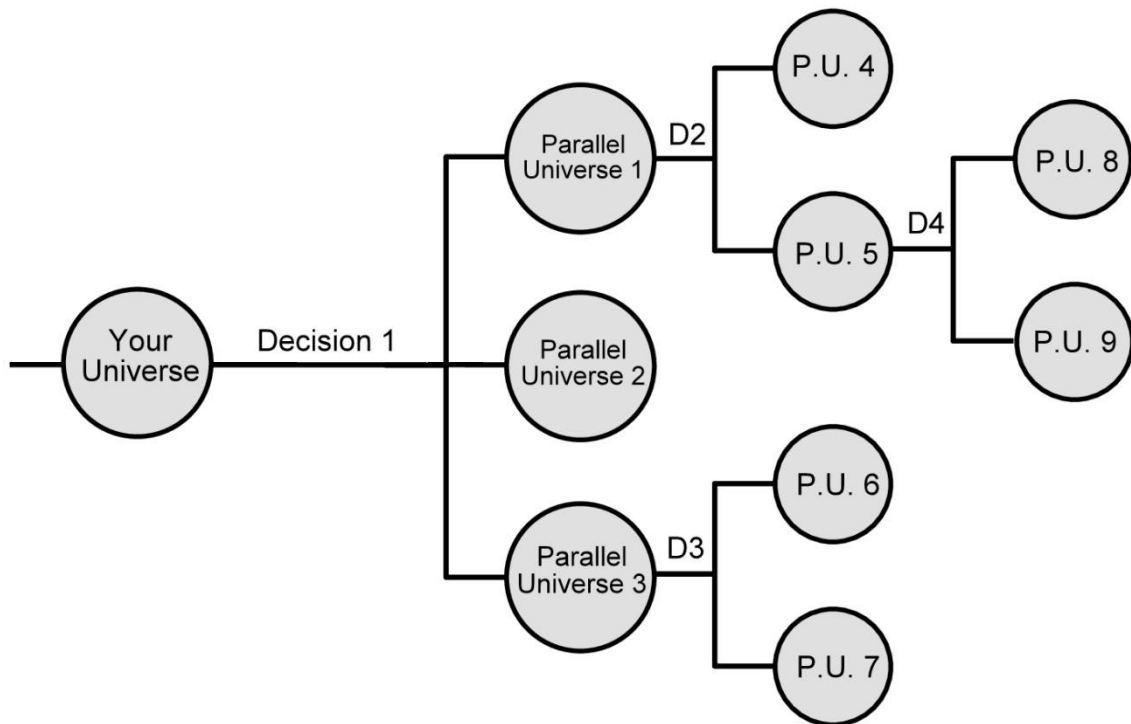 Your
Universe
Decision 1
Parallel
Universe 1
D2
P.U. 4
P.U. 5
D4
P.U. 8
P.U. 9
Parallel
Universe 2
Parallel
Universe 3
D3
P.U. 6
P.U. 7